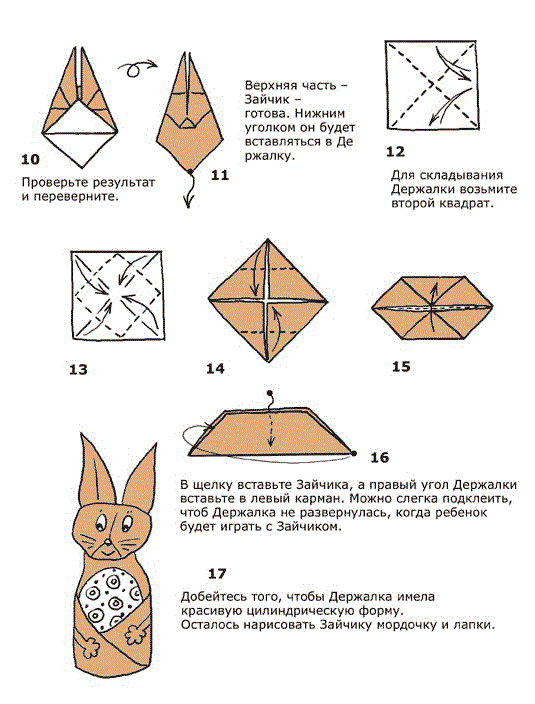 10
Проверьте результат
и переверните.
11
Верхняя часть –
Зайчик –
готова. Нижним
уголком он будет
вставляться в Де
ржалку.
12
Для складывания
Держалки возьмите
второй квадрат.
13
14
15
16
В щелку вставьте Зайчика, а правый угол Держалки
вставьте в левый карман. Можно слегка подклеить,
чтоб Держалка не развернулась, когда ребенок
будет играть с Зайчиком.
17
Добейтесь того, чтобы Держалка имела
красивую цилиндрическую форму.
Осталось нарисовать Зайчику мордочку и лапки.